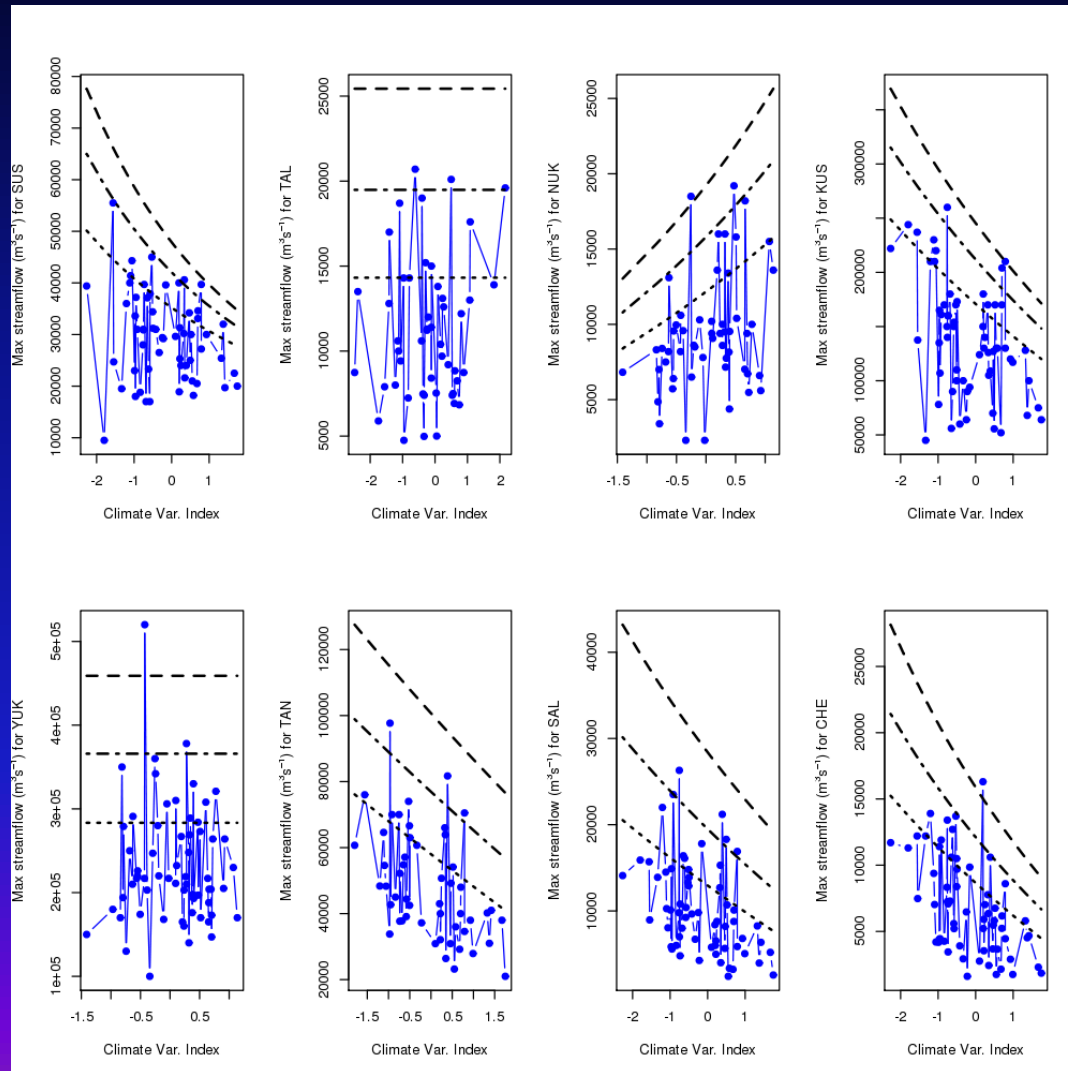 Max streamflow (m³s⁻¹) for SUS
10000 20000 30000 40000 50000 60000 70000 80000
-2 -1 0 1
Climate Var. Index
Max streamflow (m³s⁻¹) for TAL
5000 10000 15000 20000 25000
-2 -1 0 1 2
Climate Var. Index
Max streamflow (m³s⁻¹) for NUK
5000 10000 15000 20000 25000
-1.5 -0.5 0.5
Climate Var. Index
Max streamflow (m³s⁻¹) for KUS
50000 100000 200000 300000
-2 -1 0 1
Climate Var. Index
Max streamflow (m³s⁻¹) for YUK
1e+05 2e+05 3e+05 4e+05 5e+05
-1.5 -0.5 0.5
Climate Var. Index
Max streamflow (m³s⁻¹) for TAN
20000 40000 60000 80000 100000 120000
-1.5 -0.5 0.5 1.5
Climate Var. Index
Max streamflow (m³s⁻¹) for SAL
10000 20000 30000 40000
-2 -1 0 1
Climate Var. Index
Max streamflow (m³s⁻¹) for CHE
5000 10000 15000 20000 25000
-2 -1 0 1
Climate Var. Index